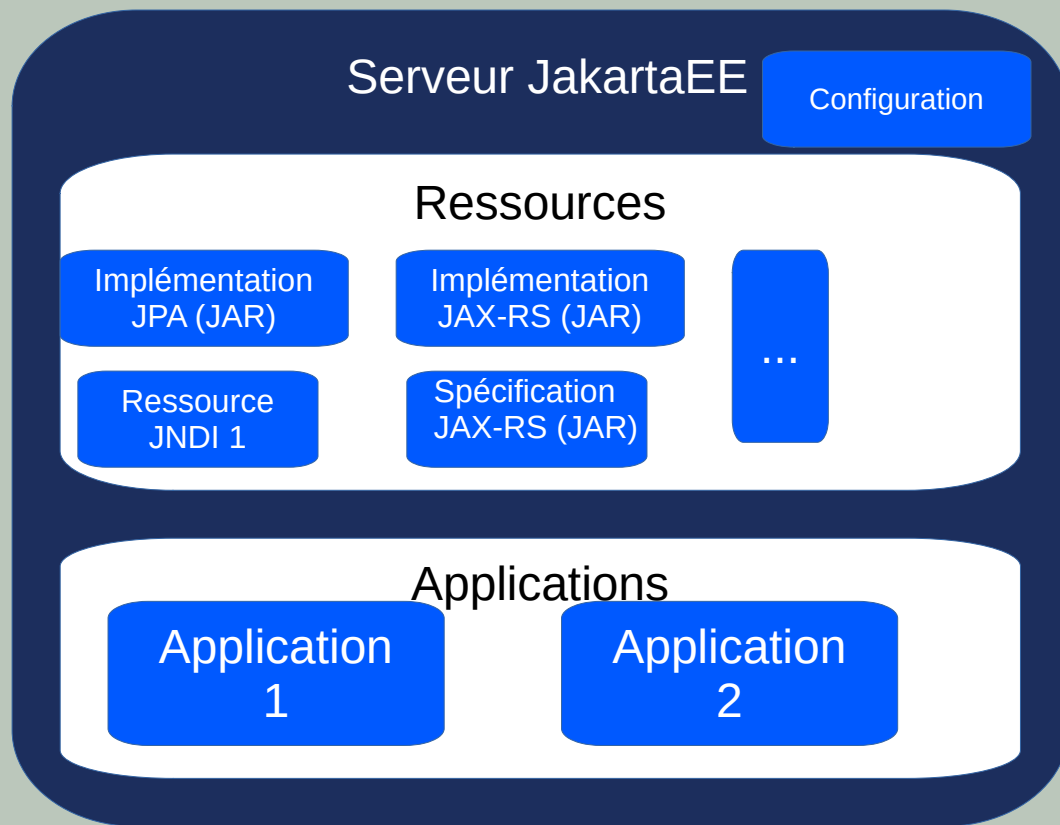 Serveur JakartaEE
Configuration
Ressources
Implémentation
JPA (JAR)
Implémentation
JAX-RS (JAR)
...
Ressource
JNDI 1
Spécification
JAX-RS (JAR)
Applications
Application
1
Application
2